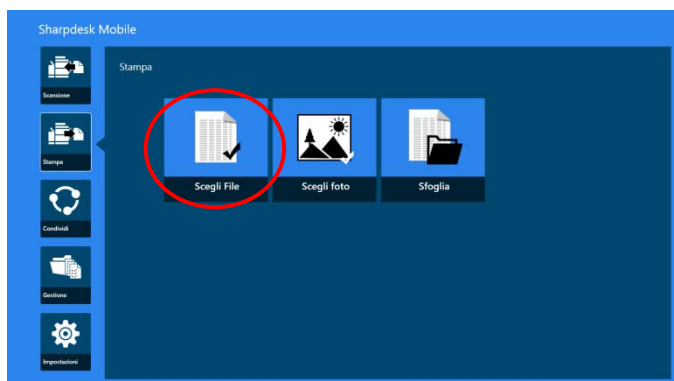 Sharpdesk Mobile
Scansione
Stampa
Condividi
Gestione
Impostazioni
Stampa
Scegli File
Scegli foto
Sfoglia